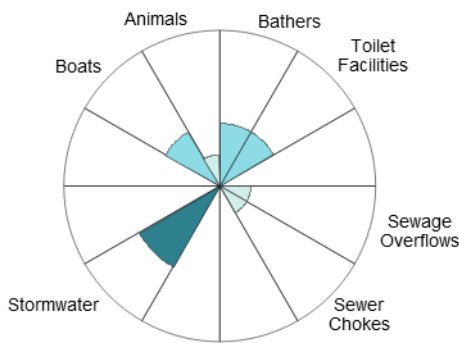 Animals
Bathers
Toilet
Facilities
Boats
Sewage
Overflows
Stormwater
Sewer
Chokes